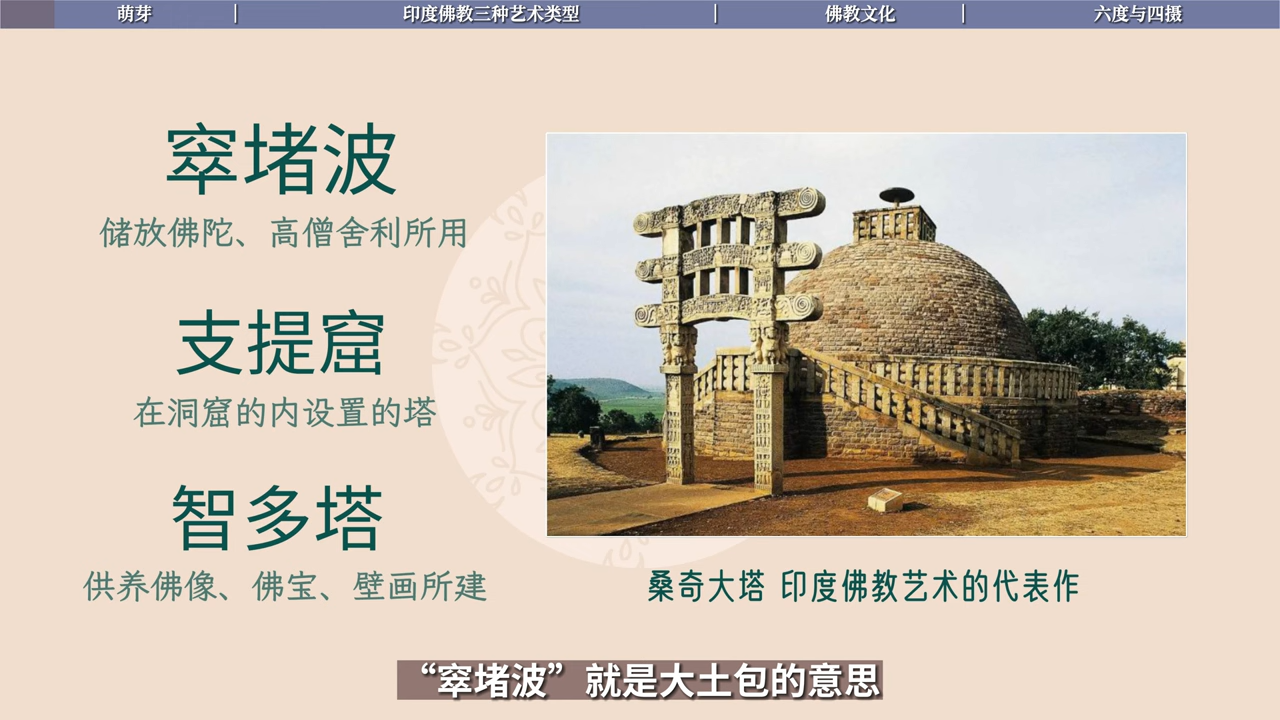 萌芽
印度佛教三种艺术类型
佛教文化
六度与四摄
窣堵波
储放佛陀、高僧舍利所用
支提窟
在洞窟的内设置的塔
智多塔
供养佛像、佛宝、壁画所建
桑奇大塔 印度佛教艺术的代表作
“窣堵波”就是大土包的意思